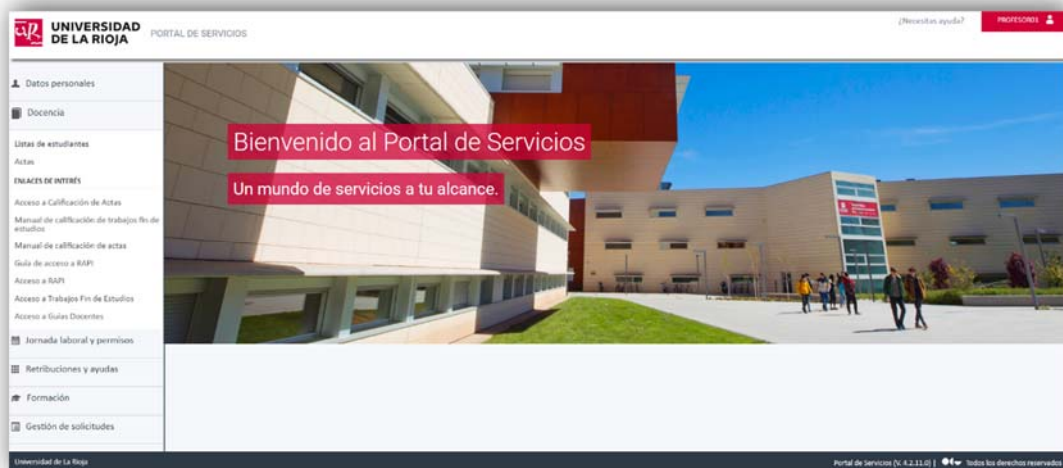 UNIVERSIDAD
DE LA RIOJA
PORTAL DE SERVICIOS
¿Necesitas ayuda?
PROFESOR01
Datos personales
Docencia
Listas de estudiantes
Actas
ENLACES DE INTERÉS
Acceso a Calificación de Actas
Manual de calificación de trabajos fin de
estudios
Manual de calificación de actas
Guía de acceso a RAPI
Acceso a RAPI
Acceso a Trabajos Fin de Estudios
Acceso a Guías Docentes
Jornada laboral y permisos
Retribuciones y ayudas
Formación
Gestión de solicitudes
Bienvenido al Portal de Servicios
Un mundo de servicios a tu alcance.
Universidad de La Rioja
Portal de Servicios (V. 4.2.11.0) | Todos los derechos reservados